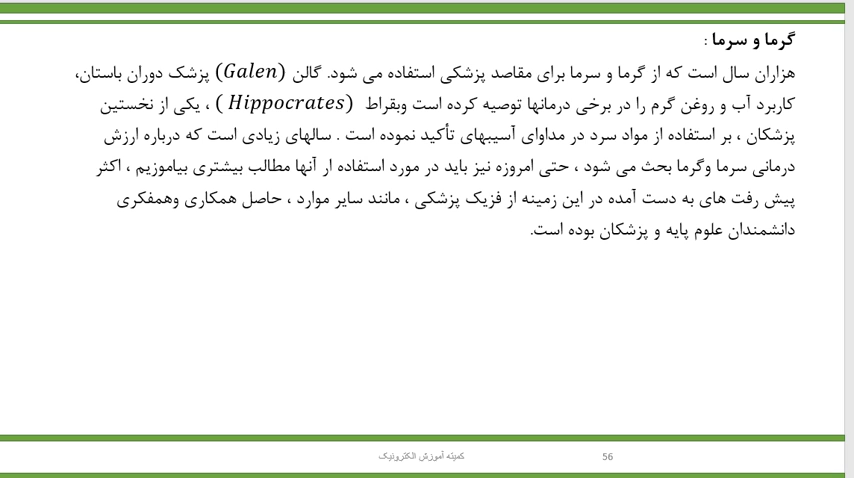 گرما و سرما :
هزاران سال است که از گرما و سرما برای مقاصد پزشکی استفاده می شود. گالن (Galen) پزشک دوران باستان،
کاربرد آب و روغن گرم را در برخی درمانها توصیه کرده است وبقراط (Hippocrates ) ، یکی از نخستین
پزشکان ، بر استفاده از مواد سرد در مداوای آسیبهای تأکید نموده است . سالهای زیادی است که درباره ارزش
درمانی سرما وگرما بحث می شود ، حتی امروزه نیز باید در مورد استفاده ار آنها مطالب بیشتری بیاموزیم ، اکثر
پیش رفت های به دست آمده در این زمینه از فزیک پزشکی ، مانند سایر موارد ، حاصل همکاری وهمفکری
دانشمندان علوم پایه و پزشکان بوده است.
کمیته آموزش الکترونیک
56